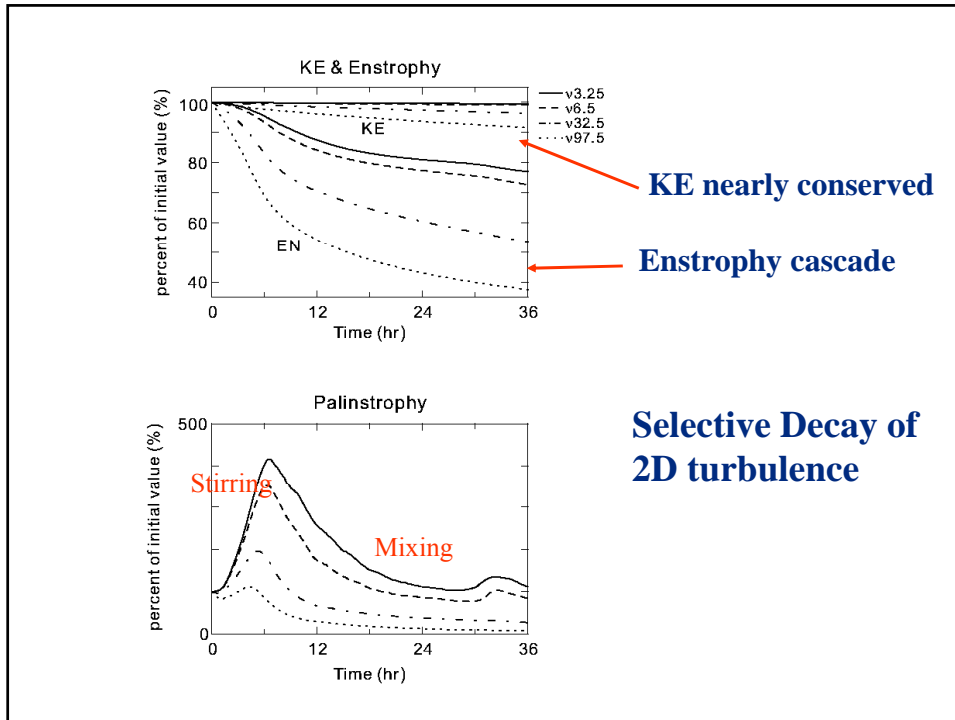 KE & Enstrophy
percent of initial value (%)
100
80
60
40
KE
EN
ν3.25
ν6.5
ν32.5
ν97.5
0
6
12
24
36
Time (hr)
KE nearly conserved
Enstrophy cascade
Palinstrophy
percent of initial value (%)
500
0
Stirring
Mixing
0
6
12
24
36
Time (hr)
Selective Decay of
2D turbulence